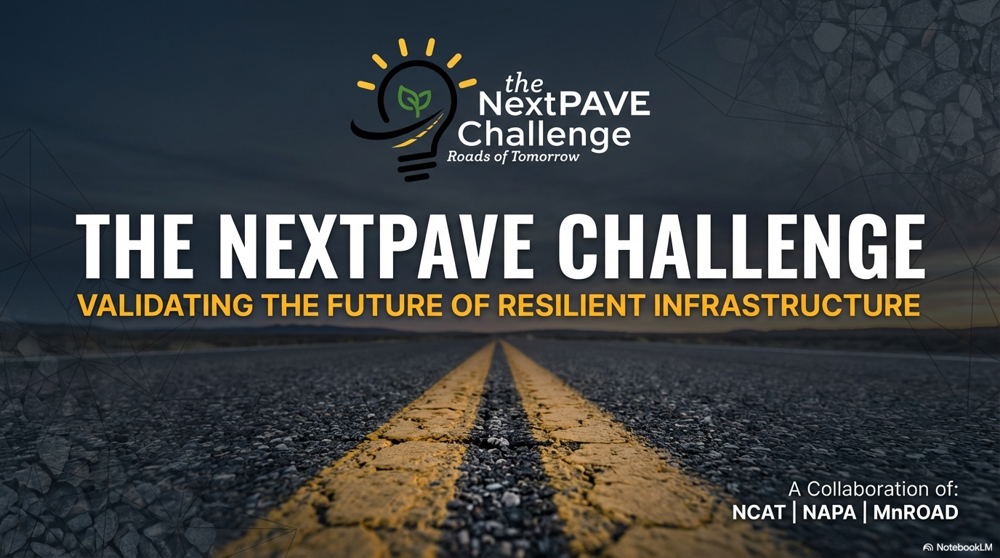 the
NextPAVE
Challenge
Roads of Tomorrow
THE NEXTPAVE CHALLENGE
VALIDATING THE FUTURE OF RESILIENT INFRASTRUCTURE
A Collaboration of:
NCAT | NAPA | MnROAD
NotebookLM